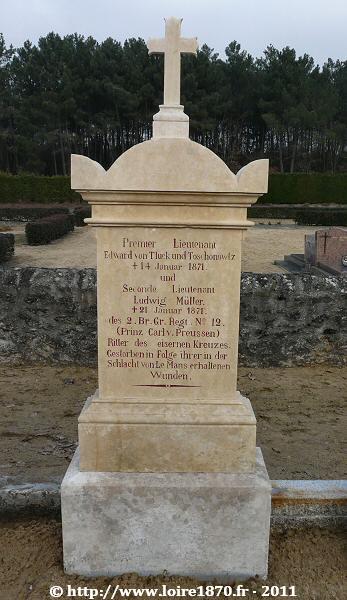 Premier Lieutenant
Edward von Tluck und Toschonowitz
† 14 Januar 1871.
und
Seconde Lieutenant
Ludwig Müller.
† 21 Januar 1871.
des 2. Br. Gr. Regt. No 12.
(Prinz Carl v. Preussen)
Ritter des eisernen Kreuzes.
Gestorben in Folge ihrer in der
Schlacht von Le Mans erhaltenen
Wunden.
© http://www.loire1870.fr - 2011 ©